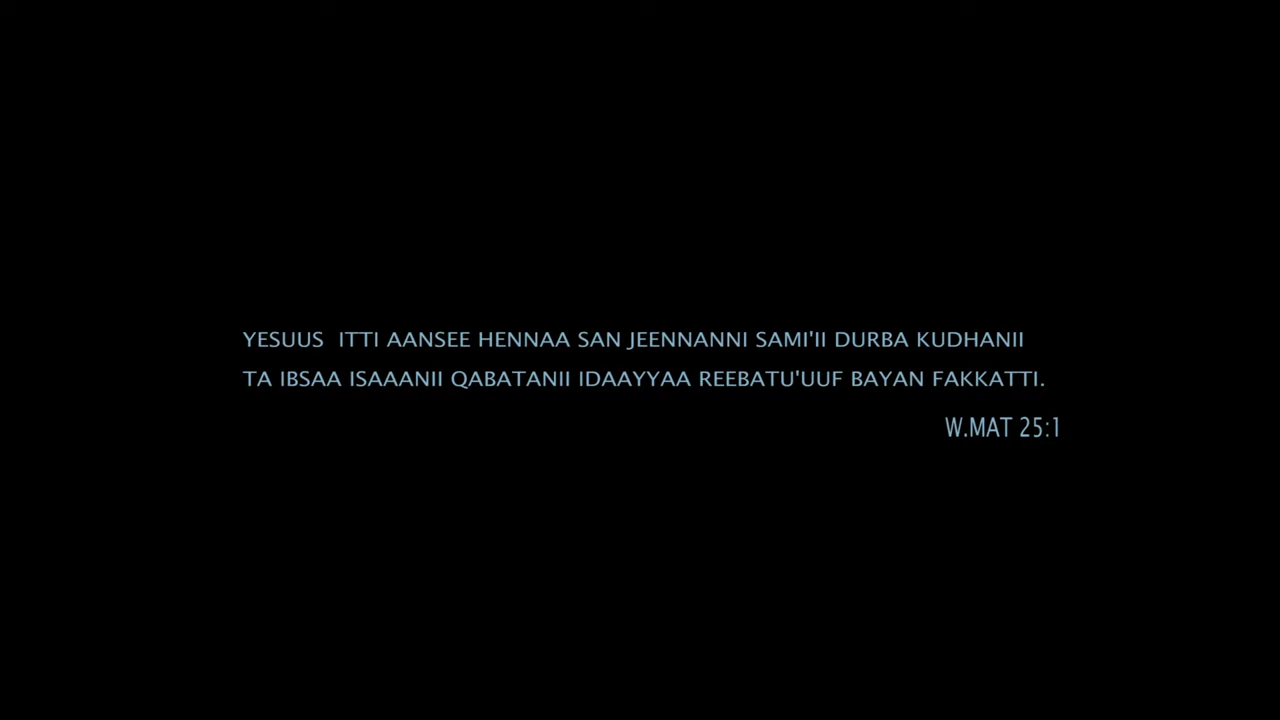 YESUUS ITTI AANSEE HENNAA SAN JEENNANNI SAMI'II DURBA KUDHANII
TA IBSAA ISAAANII QABATANII IDAAYYAA REEBATU'UUF BAYAN FAKKATTI.
W.MAT 25:1